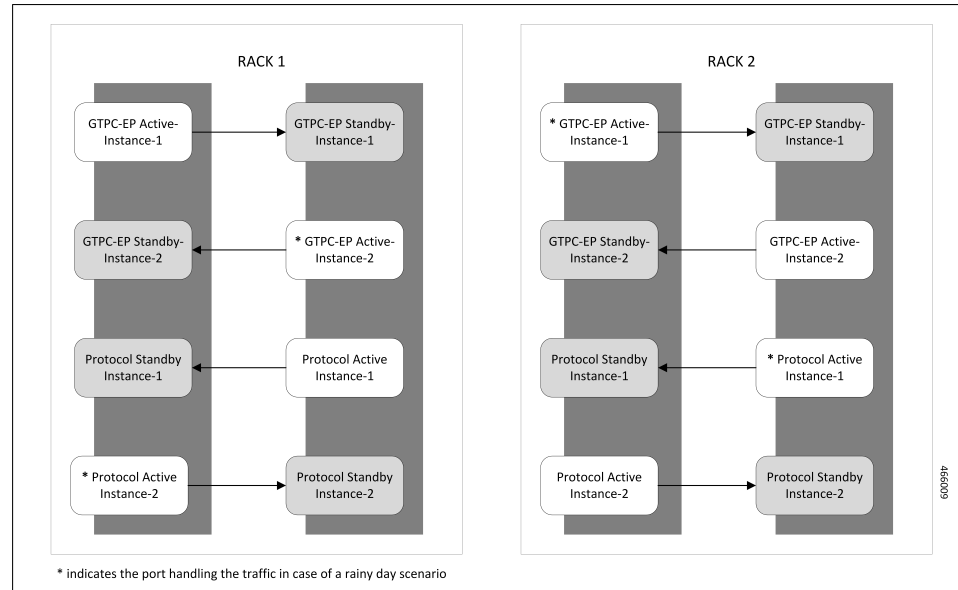 RACK 1
GTPC-EP Active-
Instance-1
GTPC-EP Standby-
Instance-1
GTPC-EP Standby-
Instance-2
* GTPC-EP Active-
Instance-2
Protocol Standby
Instance-1
Protocol Active
Instance-1
* Protocol Active
Instance-2
Protocol Standby
Instance-2
RACK 2
* GTPC-EP Active-
Instance-1
GTPC-EP Standby-
Instance-1
GTPC-EP Standby-
Instance-2
GTPC-EP Active-
Instance-2
Protocol Standby
Instance-1
* Protocol Active
Instance-1
Protocol Active
Instance-2
Protocol Standby
Instance-2
466009
* indicates the port handling the traffic in case of a rainy day scenario